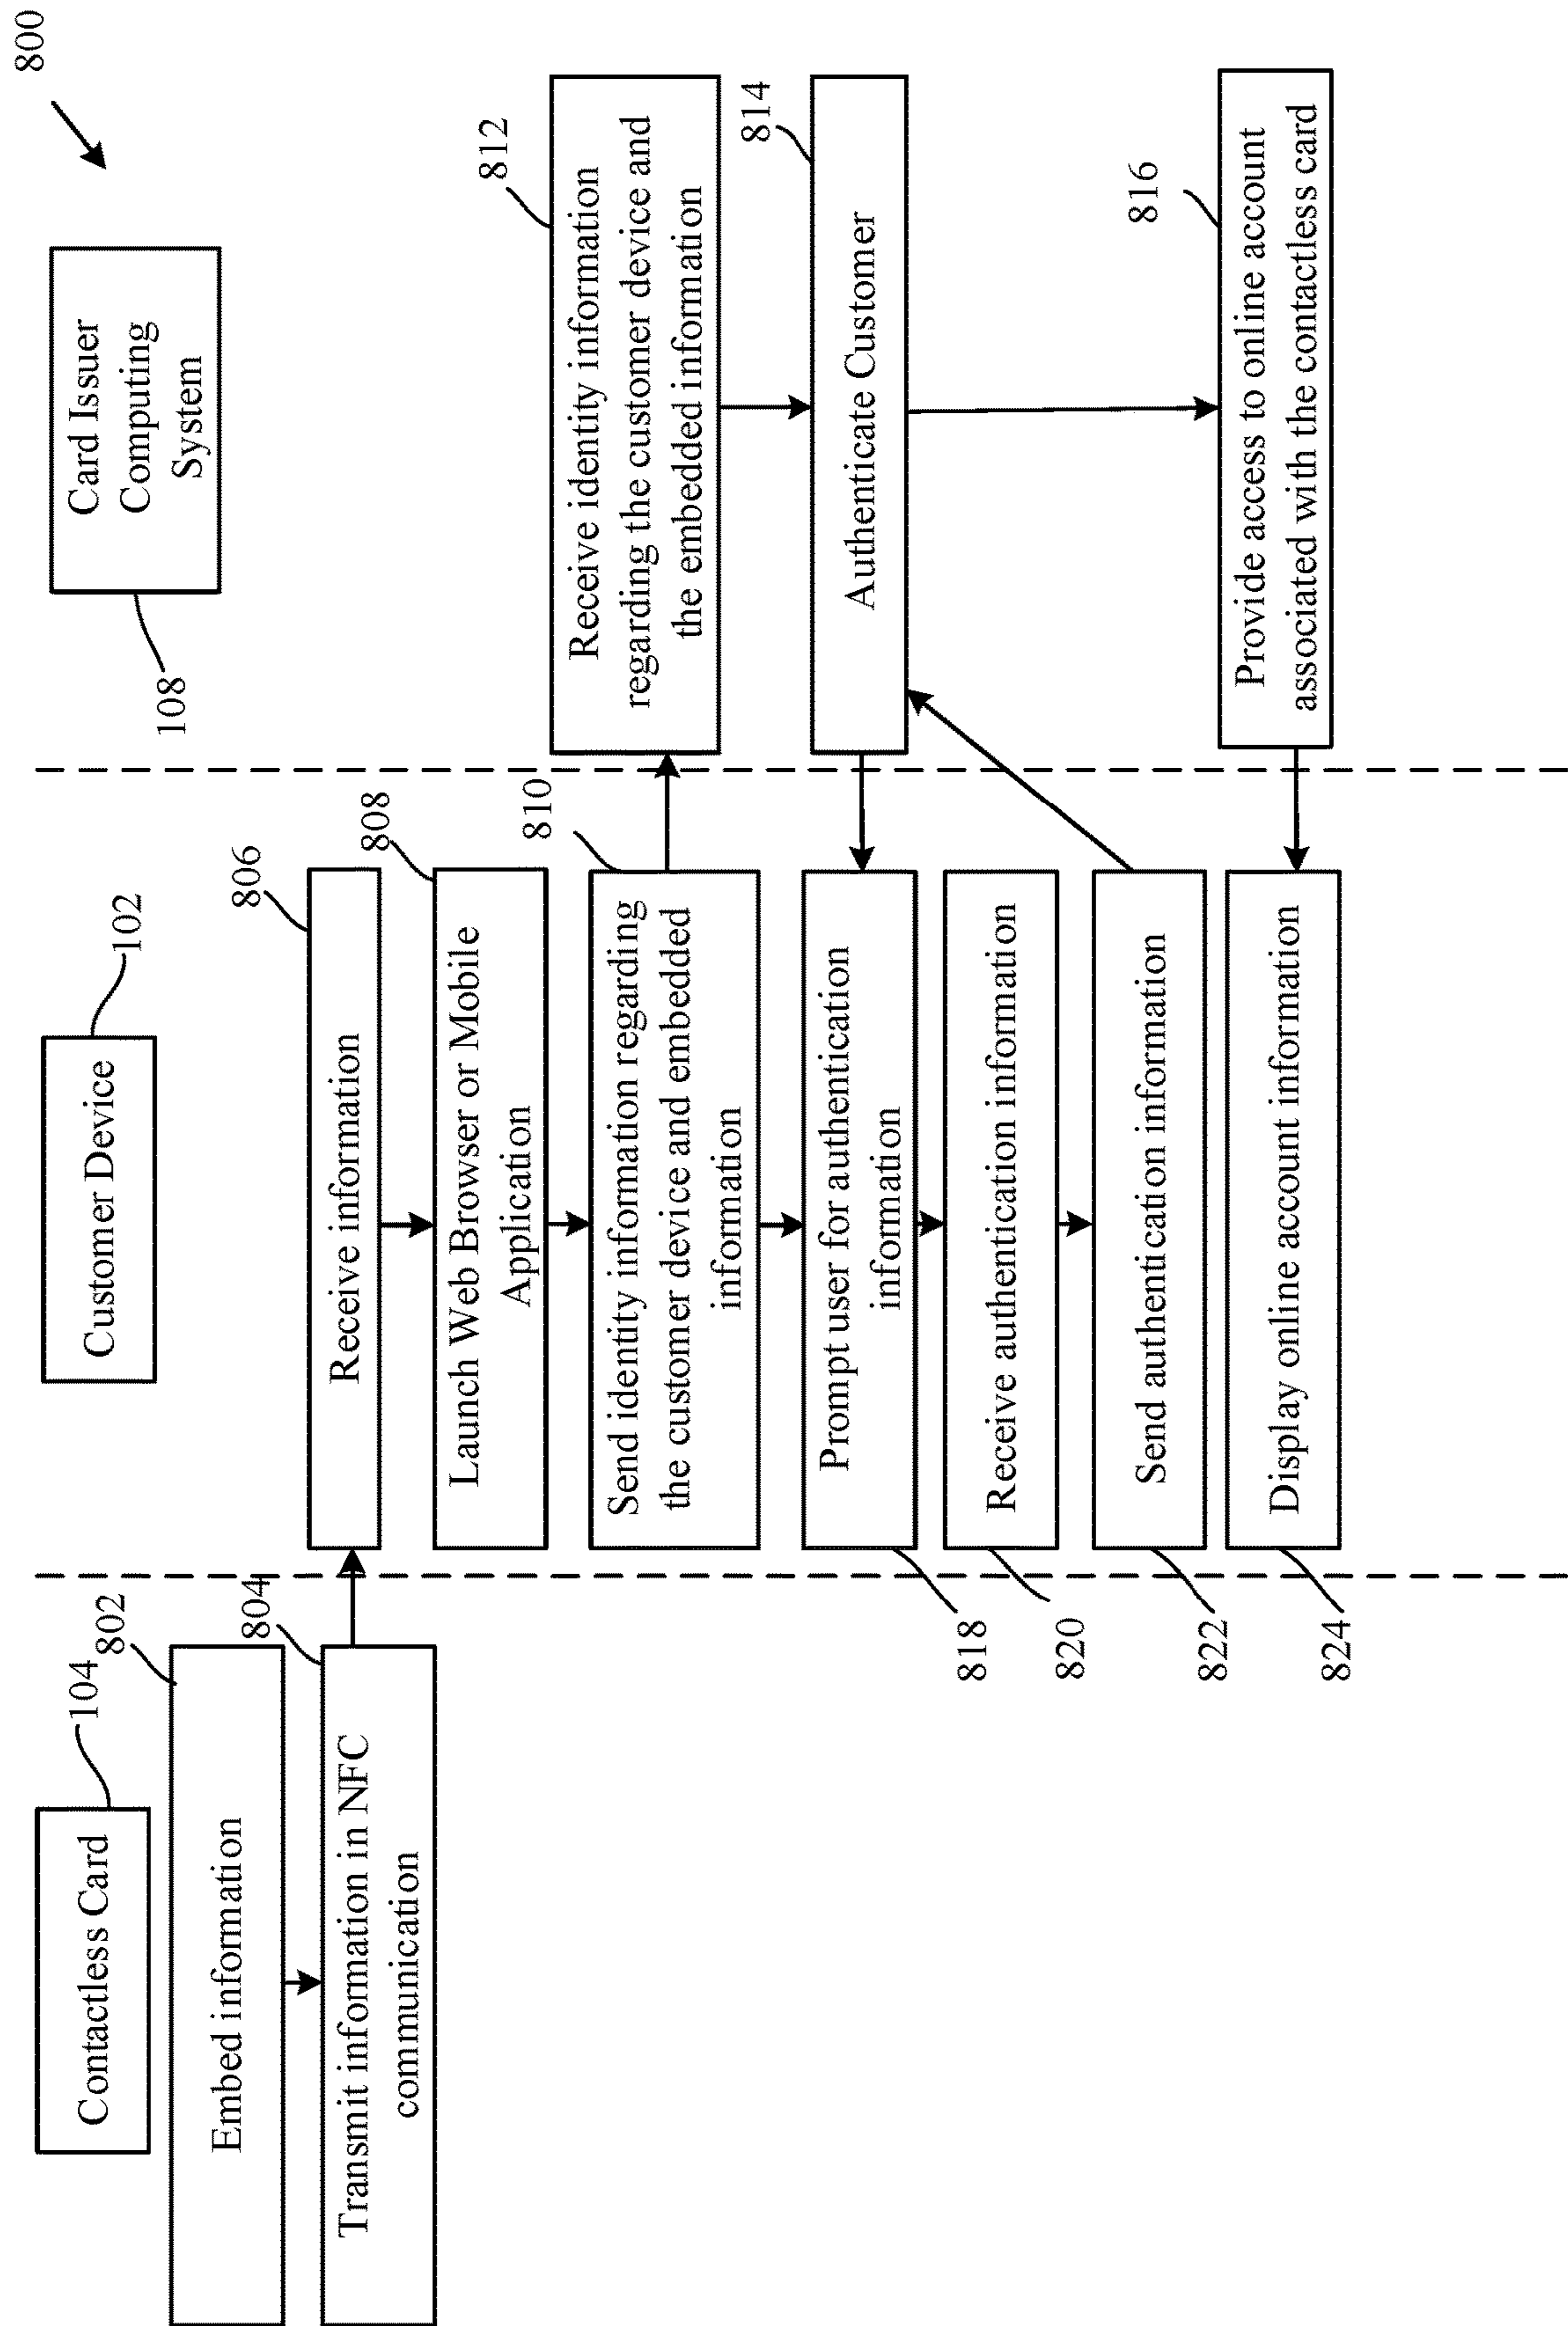 800
Contactless Card
104
Customer Device
102
Card Issuer
Computing
System
108
Embed information
802
Transmit information in NFC
communication
804
Receive information
806
Launch Web Browser or Mobile
Application
808
Send identity information regarding
the customer device and embedded
information
810
Receive identity information
regarding the customer device and
the embedded information
812
Authenticate Customer
814
Provide access to online account
associated with the contactless card
816
Prompt user for authentication
information
818
Receive authentication information
820
Send authentication information
822
Display online account information
824